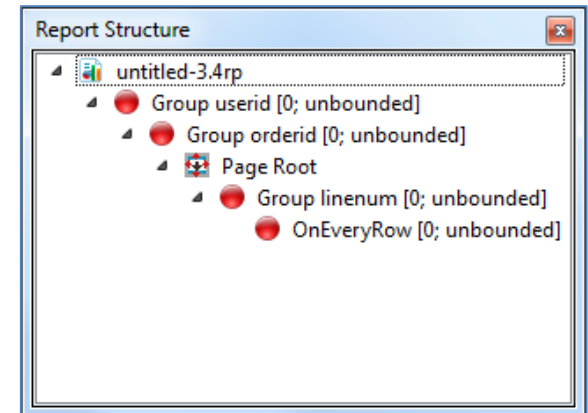 Report Structure
untitled-3.4rp
Group userid [0; unbounded]
Group orderid [0; unbounded]
Page Root
Group linenum [0; unbounded]
OnEveryRow [0; unbounded]